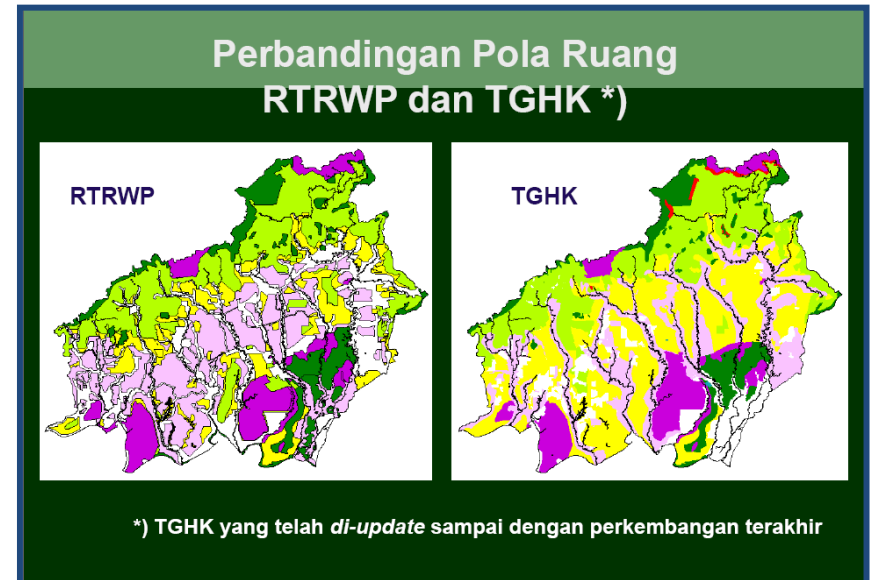 Perbandingan Pola Ruang
RTRWP dan TGHK *)
RTRWP
TGHK
*) TGHK yang telah di-update sampai dengan perkembangan terakhir